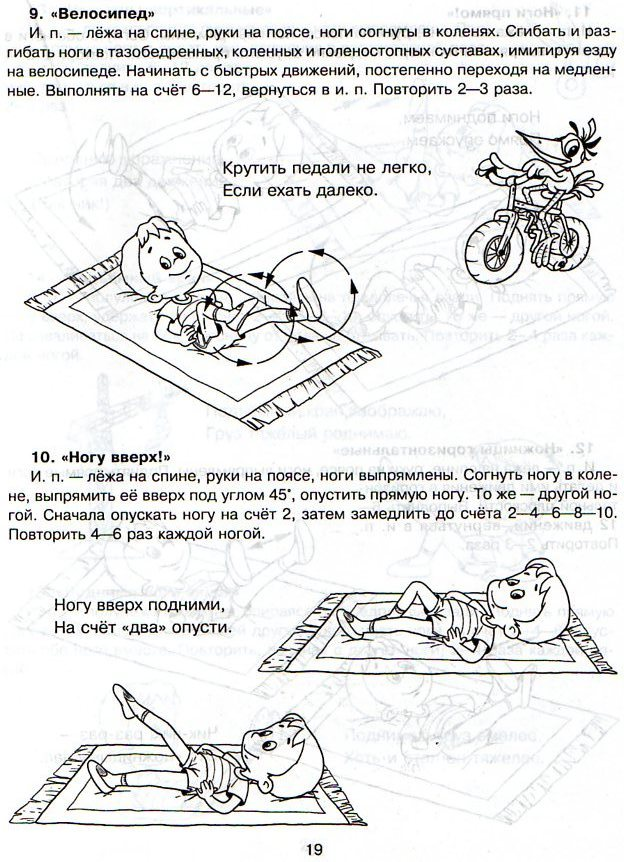 9. «Велосипед»
И. п. — лёжа на спине, руки на поясе, ноги согнуты в коленях. Сгибать и раз-
гибать ноги в тазобедренных, коленных и голеностопных суставах, имитируя езду
на велосипеде. Начинать с быстрых движений, постепенно переходя на медлен-
ные. Выполнять на счёт 6—12, вернуться в и. п. Повторить 2—3 раза.
Крутить педали не легко,
Если ехать далеко.
10. «Ногу вверх!»
И. п. — лёжа на спине, руки на поясе, ноги выпрямлены. Согнуть ногу в коле-
не, выпрямить её вверх под углом 45°, опустить прямую ногу. То же — другой но-
гой. Сначала опускать ногу на счёт 2, затем замедлить до счёта 2—4—6—8—10.
Повторить 4—6 раз каждой ногой.
Ногу вверх подними,
На счёт «два» опусти.
19